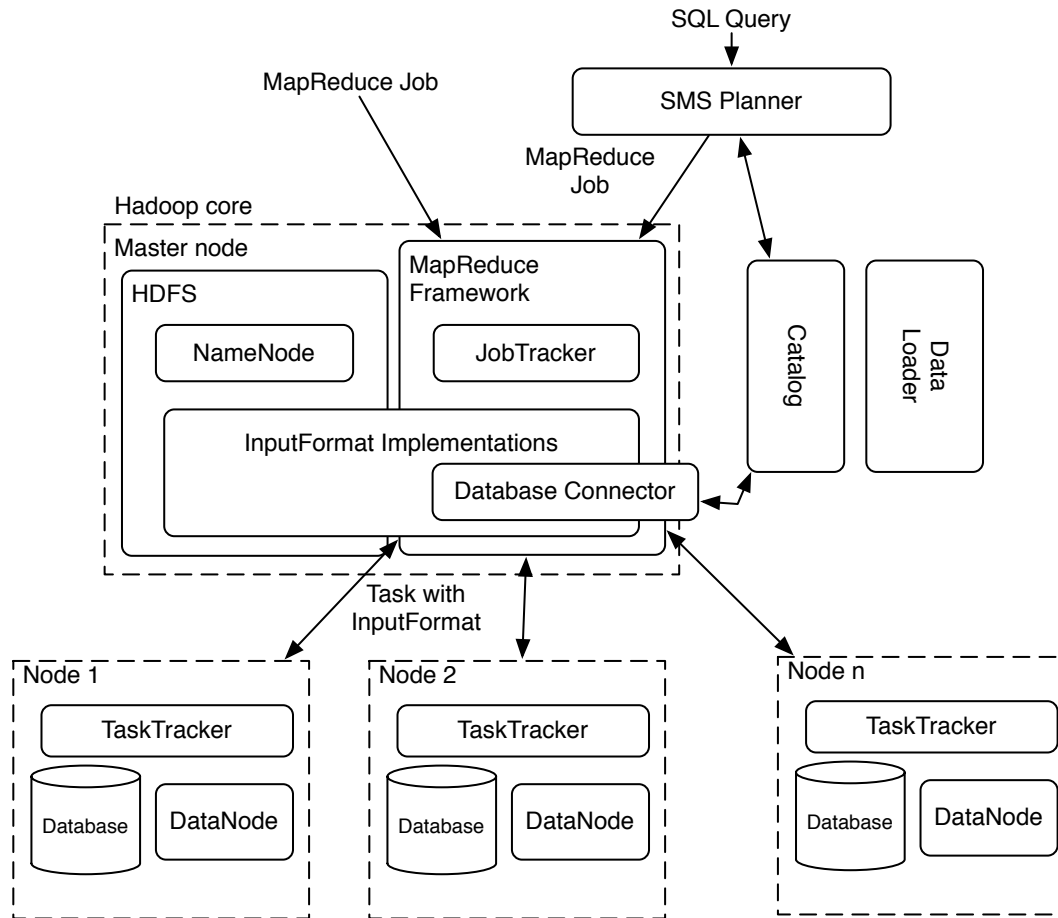 SQL Query
SMS Planner
MapReduce Job
MapReduce
Job
Hadoop core
Master node
HDFS
MapReduce
Framework
NameNode
JobTracker
InputFormat Implementations
Database Connector
Catalog
Data
Loader
Task with
InputFormat
Node 1
TaskTracker
Database
DataNode
Node 2
TaskTracker
Database
DataNode
Node n
TaskTracker
Database
DataNode